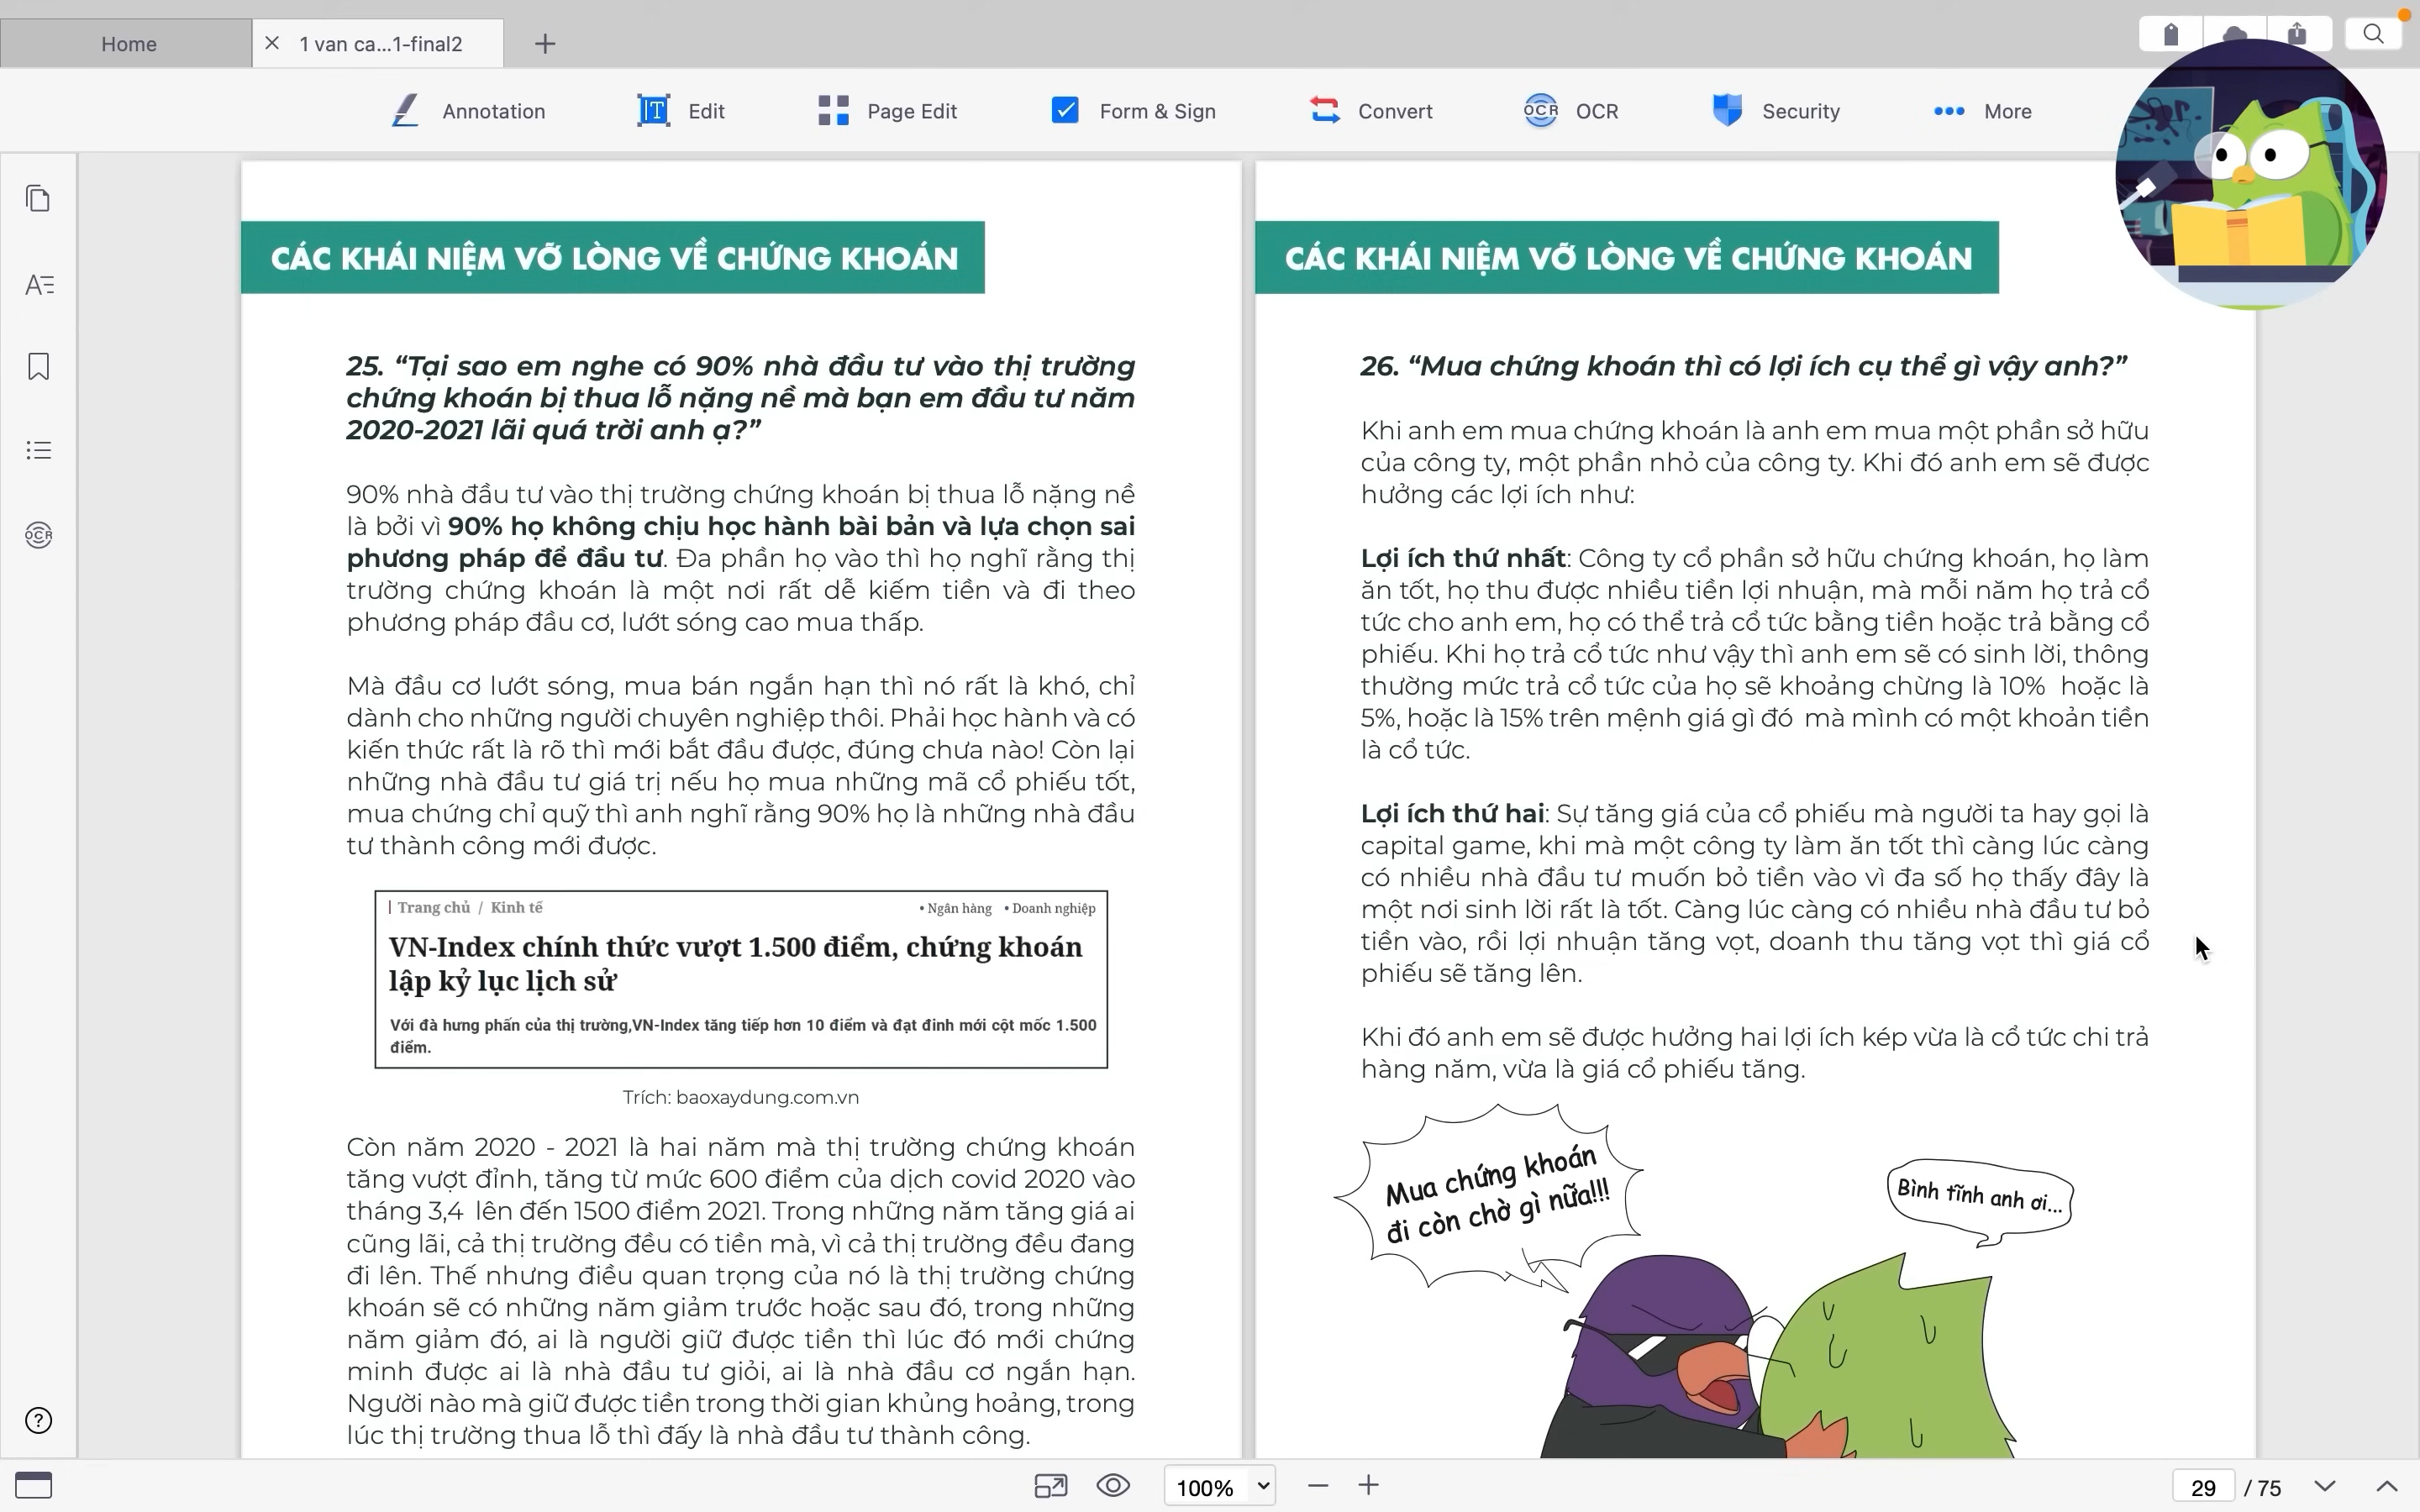 Home
1 van ca...1-final2
Annotation
Edit
Page Edit
Form & Sign
Convert
OCR
OCR
Security
More
CÁC KHÁI NIỆM VỠ LÒNG VỀ CHỨNG KHOÁN
25. “Tại sao em nghe có 90% nhà đầu tư vào thị trường
chứng khoán bị thua lỗ nặng nề mà bạn em đầu tư năm
2020-2021 lãi quá trời anh ạ?”
90% nhà đầu tư vào thị trường chứng khoán bị thua lỗ nặng nề
là bởi vì 90% họ không chịu học hành bài bản và lựa chọn sai
phương pháp để đầu tư. Đa phần họ vào thì họ nghĩ rằng thị
trường chứng khoán là một nơi rất dễ kiếm tiền và đi theo
phương pháp đầu cơ, lướt sóng cao mua thấp.
Mà đầu cơ lướt sóng, mua bán ngắn hạn thì nó rất là khó, chỉ
dành cho những người chuyên nghiệp thôi. Phải học hành và có
kiến thức rất là rõ thì mới bắt đầu được, đúng chưa nào! Còn lại
những nhà đầu tư giá trị nếu họ mua những mã cổ phiếu tốt,
mua chứng chỉ quỹ thì anh nghĩ rằng 90% họ là những nhà đầu
tư thành công mới được.
Trang chủ / Kinh tế
• Ngân hàng • Doanh nghiệp
VN-Index chính thức vượt 1.500 điểm, chứng khoán
lập kỷ lục lịch sử
Với đà hưng phấn của thị trường,VN-Index tăng tiếp hơn 10 điểm và đạt đỉnh mới cột mốc 1.500
điểm.
Trích: baoxaydung.com.vn
Còn năm 2020 - 2021 là hai năm mà thị trường chứng khoán
tăng vượt đỉnh, tăng từ mức 600 điểm của dịch covid 2020 vào
tháng 3,4 lên đến 1500 điểm 2021. Trong những năm tăng giá ai
cũng lãi, cả thị trường đều có tiền mà, vì cả thị trường đều đang
đi lên. Thế nhưng điều quan trọng của nó là thị trường chứng
khoán sẽ có những năm giảm trước hoặc sau đó, trong những
năm giảm đó, ai là người giữ được tiền thì lúc đó mới chứng
minh được ai là nhà đầu tư giỏi, ai là nhà đầu cơ ngắn hạn.
Người nào mà giữ được tiền trong thời gian khủng hoảng, trong
lúc thị trường thua lỗ thì đấy là nhà đầu tư thành công.
CÁC KHÁI NIỆM VỠ LÒNG VỀ CHỨNG KHOÁN
26. “Mua chứng khoán thì có lợi ích cụ thể gì vậy anh?”
Khi anh em mua chứng khoán là anh em mua một phần sở hữu
của công ty, một phần nhỏ của công ty. Khi đó anh em sẽ được
hưởng các lợi ích như:
Lợi ích thứ nhất: Công ty cổ phần sở hữu chứng khoán, họ làm
ăn tốt, họ thu được nhiều tiền lợi nhuận, mà mỗi năm họ trả cổ
tức cho anh em, họ có thể trả cổ tức bằng tiền hoặc trả bằng cổ
phiếu. Khi họ trả cổ tức như vậy thì anh em sẽ có sinh lời, thông
thường mức trả cổ tức của họ sẽ khoảng chừng là 10% hoặc là
5%, hoặc là 15% trên mệnh giá gì đó mà mình có một khoản tiền
là cổ tức.
Lợi ích thứ hai: Sự tăng giá của cổ phiếu mà người ta hay gọi là
capital game, khi mà một công ty làm ăn tốt thì càng lúc càng
có nhiều nhà đầu tư muốn bỏ tiền vào vì đa số họ thấy đây là
một nơi sinh lời rất là tốt. Càng lúc càng có nhiều nhà đầu tư bỏ
tiền vào, rồi lợi nhuận tăng vọt, doanh thu tăng vọt thì giá cổ
phiếu sẽ tăng lên.
Khi đó anh em sẽ được hưởng hai lợi ích kép vừa là cổ tức chi trả
hàng năm, vừa là giá cổ phiếu tăng.
Mua chứng khoán
đi còn chờ gì nữa!!!
Bình tĩnh anh ơi...
OCR
100%
29 / 75